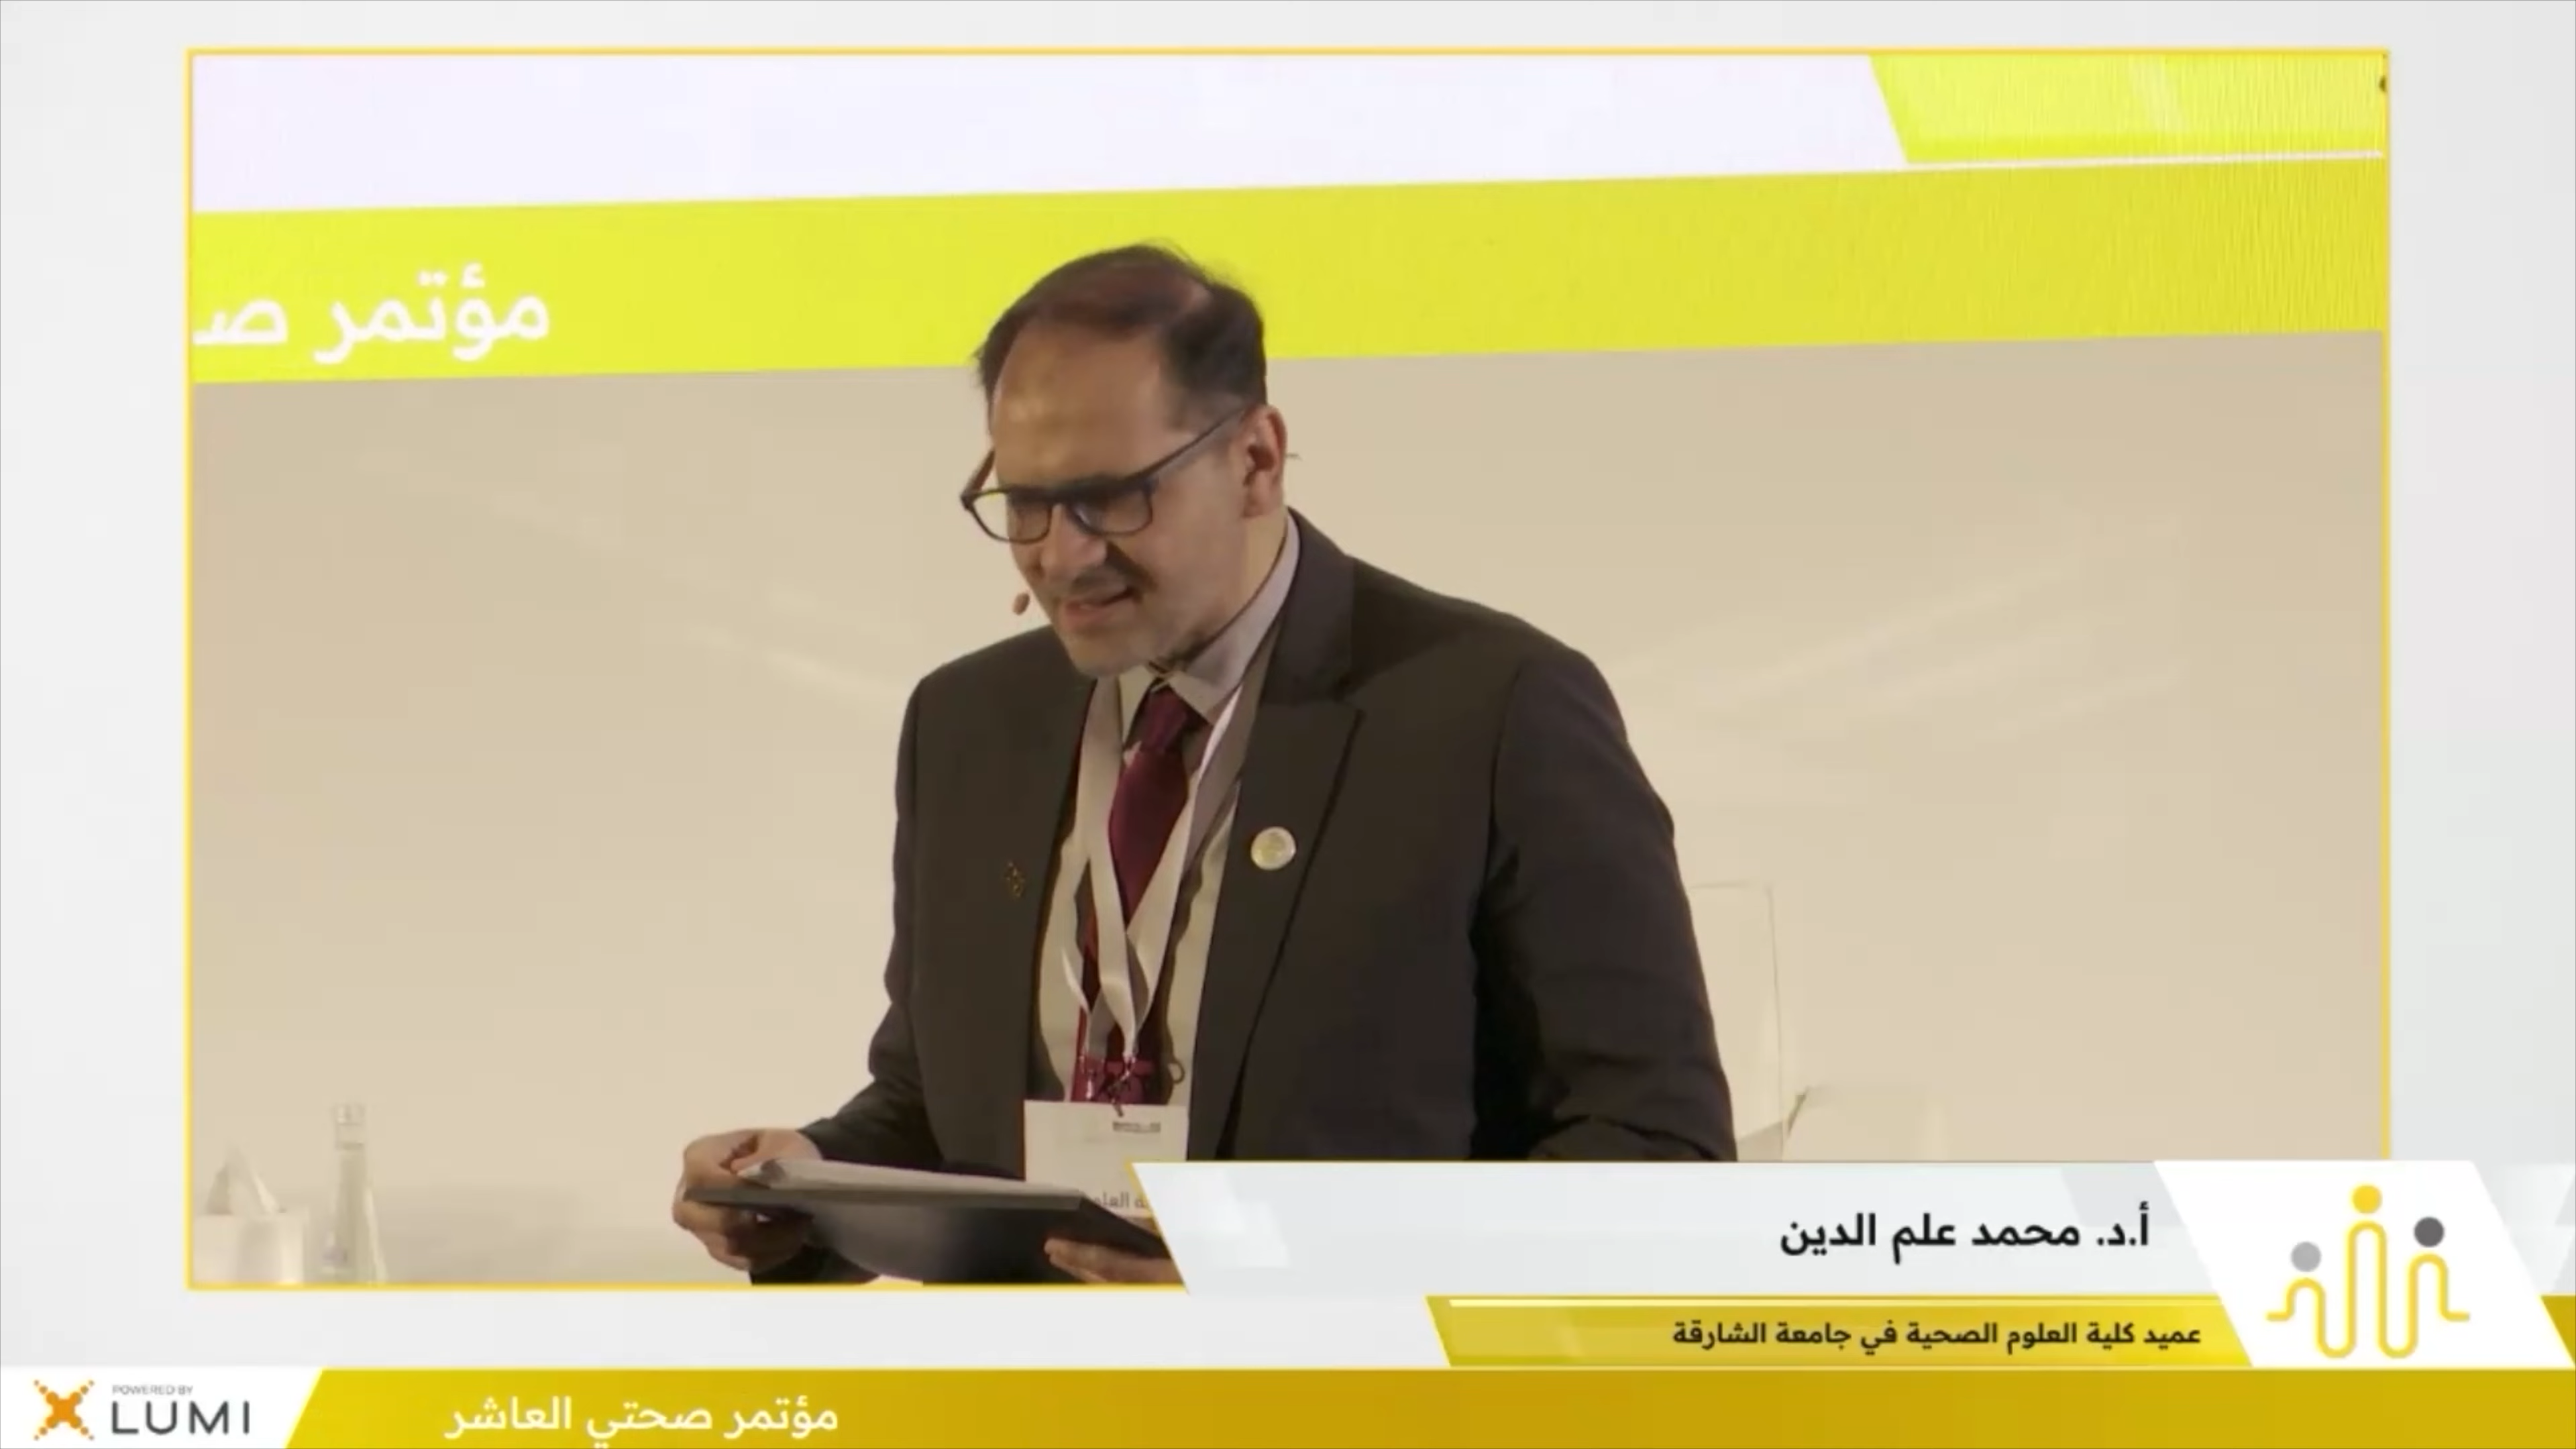 مؤتمر صـ
أ.د. محمد علم الدين
عميد كلية العلوم الصحية في جامعة الشارقة
مؤتمر صحتي العاشر
POWERED BY
LUMI